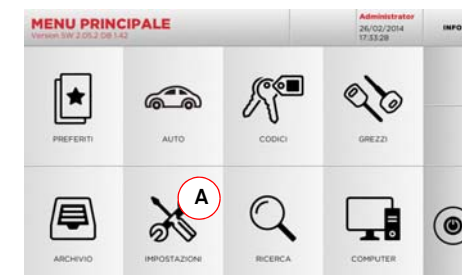 MENU PRINCIPALE
Version SW 2.05.2 DB 1.42
Administrator
26/02/2014
17:33:28
INFO
PREFERITI
AUTO
CODICI
GREZZI
A
ARCHIVIO
IMPOSTAZIONI
RICERCA
COMPUTER